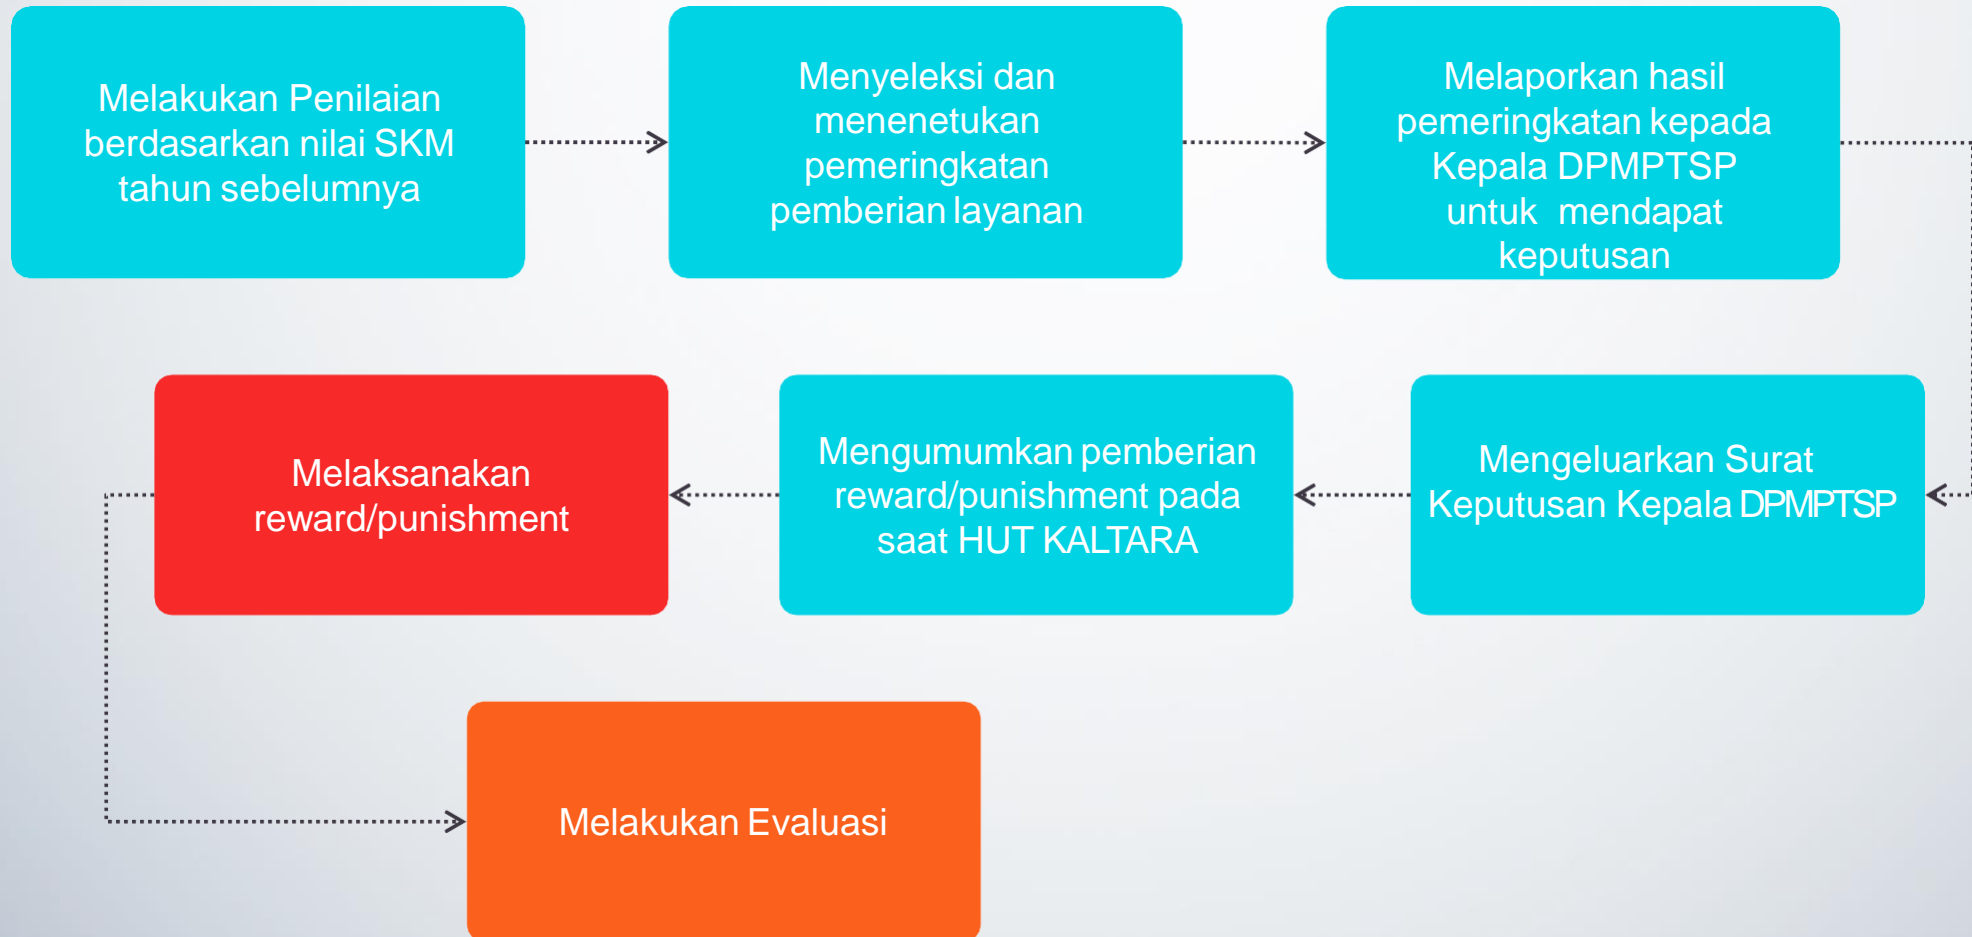 Melakukan Penilaian
berdasarkan nilai SKM
tahun sebelumnya
Menyeleksi dan
menenetukan
pemeringkatan
pemberian layanan
Melaporkan hasil
pemeringkatan kepada
Kepala DPMPTSP
untuk mendapat
keputusan
Mengeluarkan Surat
Keputusan Kepala DPMPTSP
Mengumumkan pemberian
reward/punishment pada
saat HUT KALTARA
Melaksanakan
reward/punishment
Melakukan Evaluasi